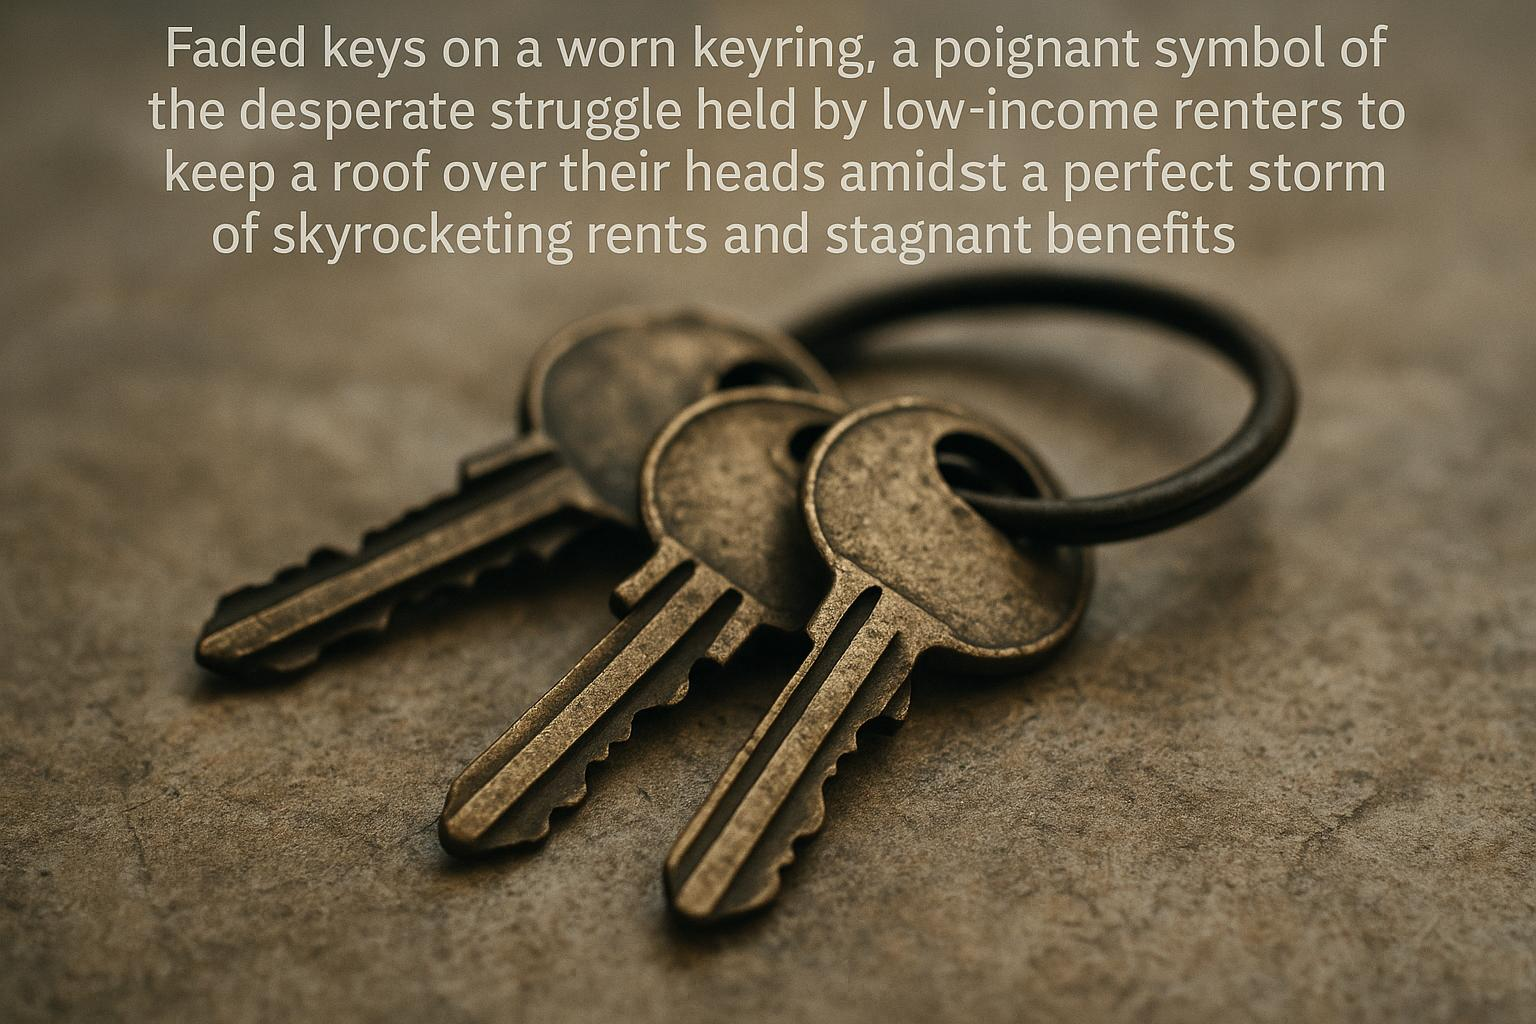 Faded keys on a worn keyring, a poignant symbol of
the desperate struggle held by low-income renters to
keep a roof over their heads amidst a perfect storm
of skyrocketing rents and stagnant benefits